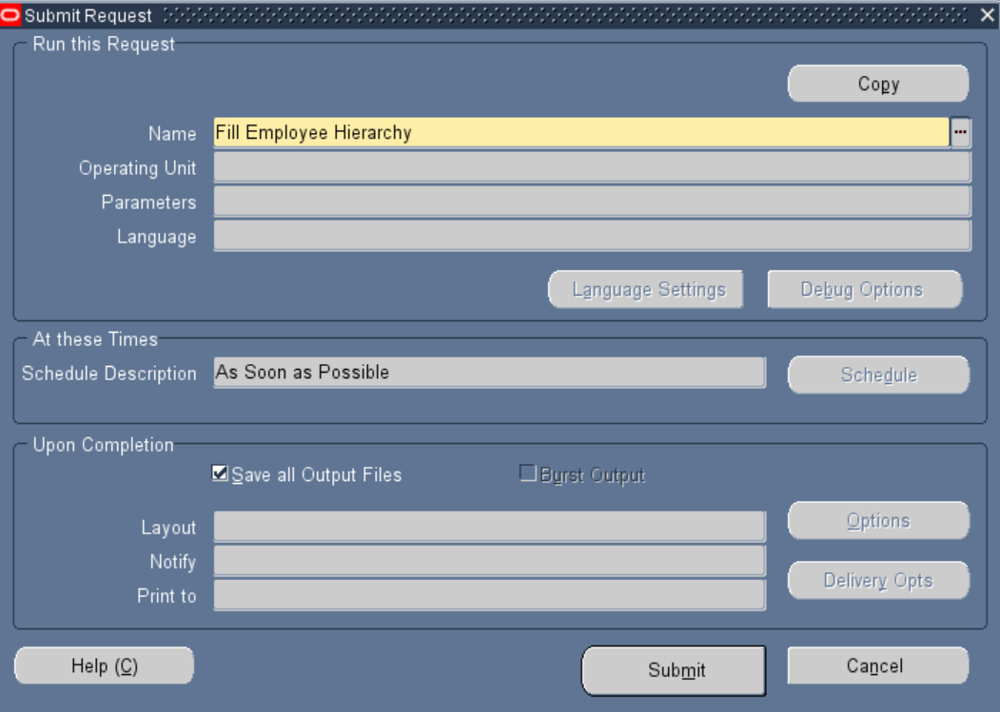 Submit Request
Run this Request
Copy
Name Fill Employee Hierarchy ...
Operating Unit
Parameters
Language
Language Settings Debug Options
At these Times
Schedule Description As Soon as Possible Schedule
Upon Completion
Save all Output Files Burst Output
Layout Options
Notify
Delivery Opts
Print to
Help (C) Submit Cancel